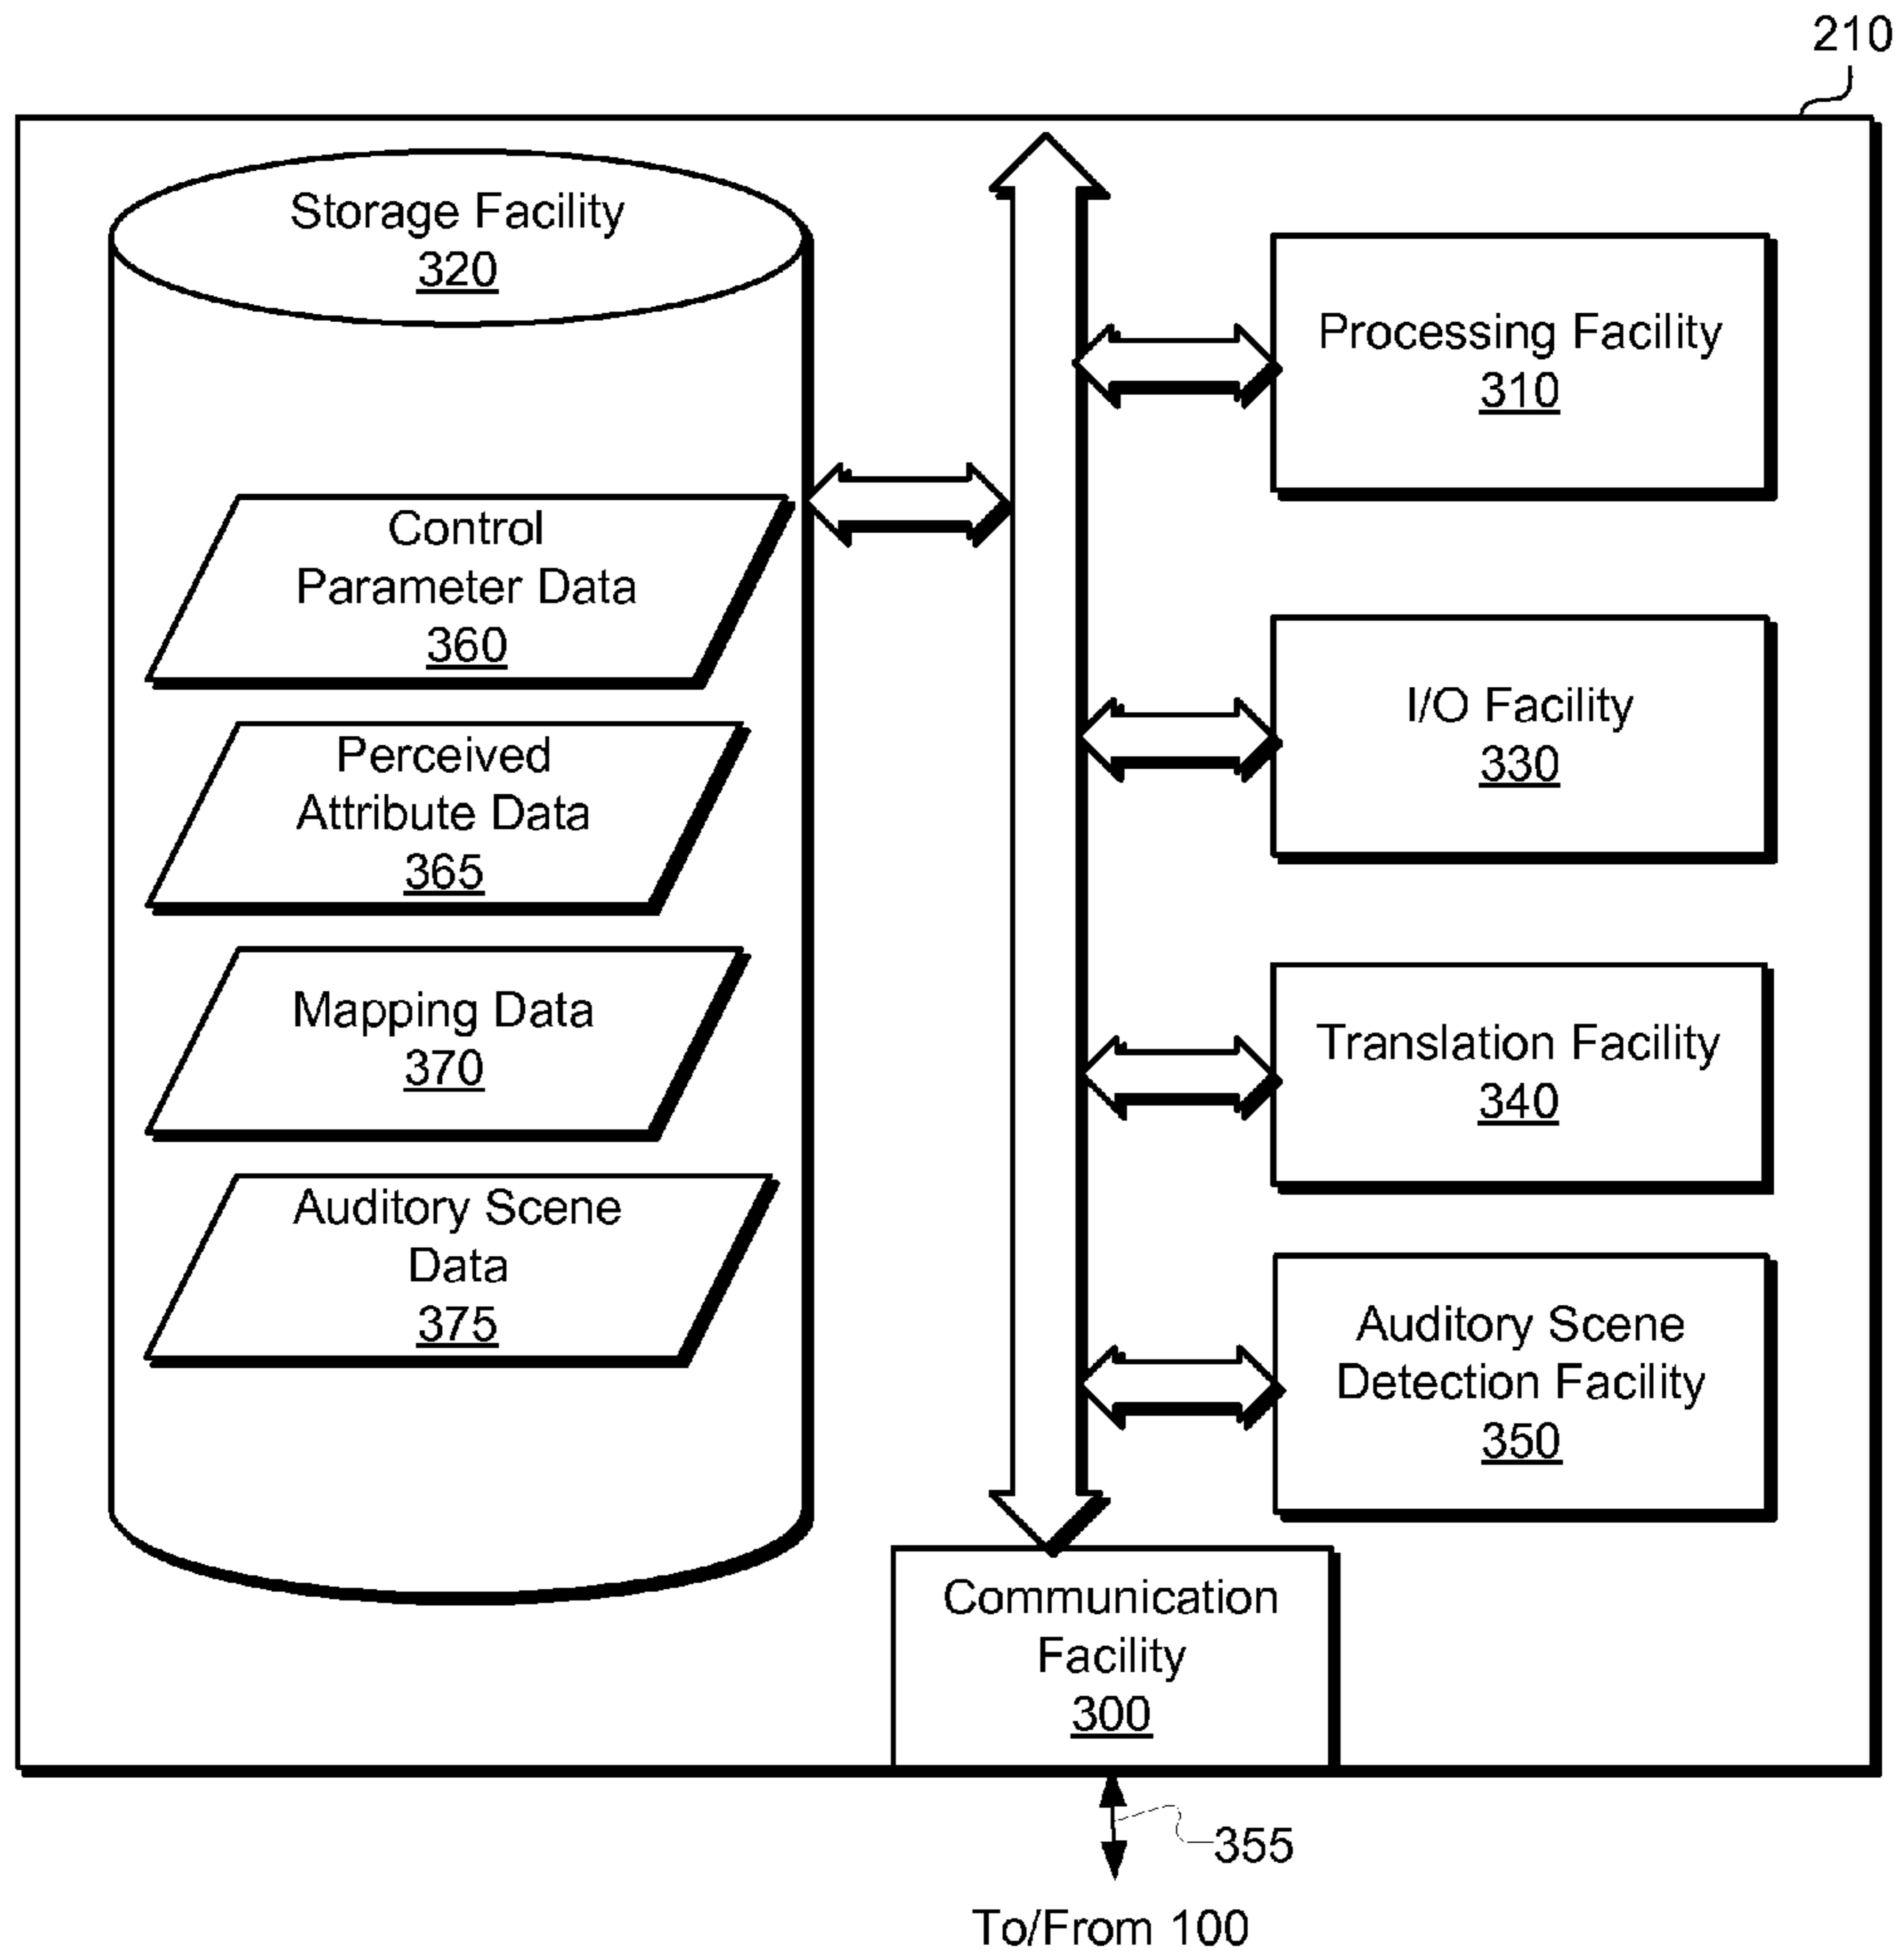 210
Storage Facility
320
Control
Parameter Data
360
Perceived
Attribute Data
365
Mapping Data
370
Auditory Scene
Data
375
Processing Facility
310
I/O Facility
330
Translation Facility
340
Auditory Scene
Detection Facility
350
Communication
Facility
300
355
To/From 100